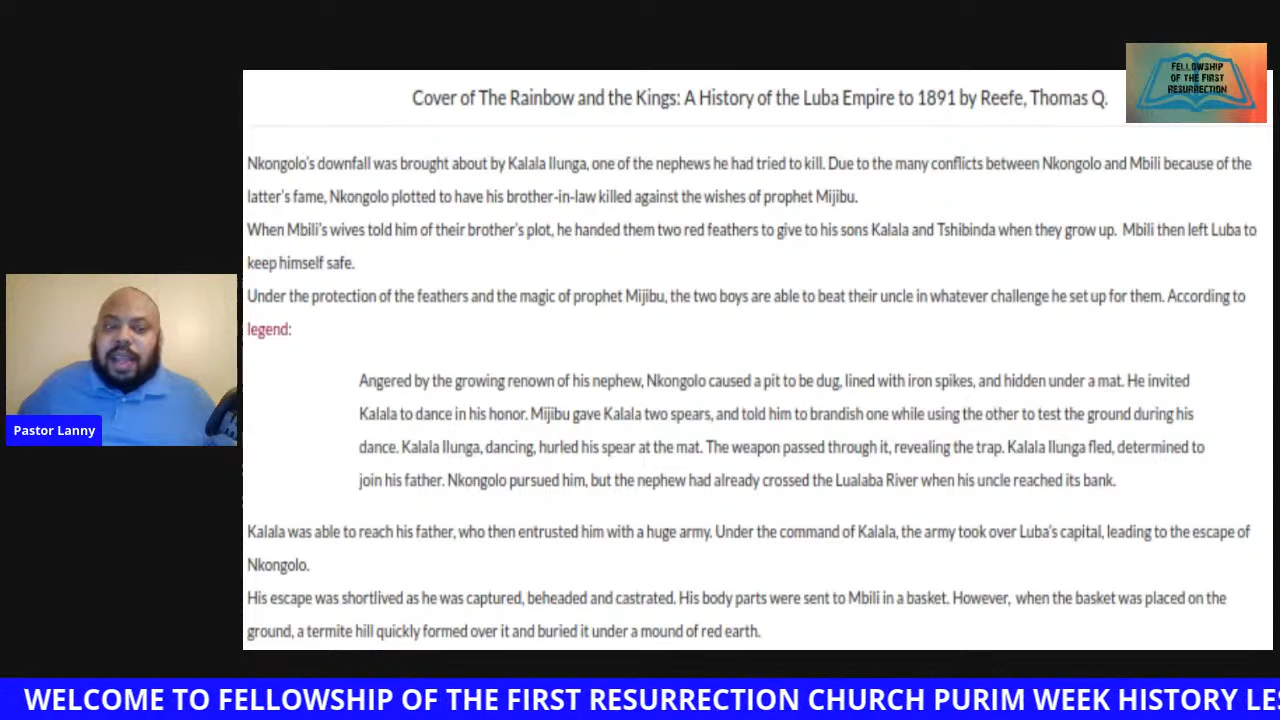 FELLOWSHIP
OF THE FIRST
RESURRECTION
Cover of The Rainbow and the Kings: A History of the Luba Empire to 1891 by Reefe, Thomas Q.
Nkongolo's downfall was brought about by Kalala Ilunga, one of the nephews he had tried to kill. Due to the many conflicts between Nkongolo and Mbili because of the
latter's fame, Nkongolo plotted to have his brother-in-law killed against the wishes of prophet Mijibu.
When Mbili's wives told him of their brother's plot, he handed them two red feathers to give to his sons Kalala and Tshibinda when they grow up. Mbili then left Luba to
keep himself safe.
Under the protection of the feathers and the magic of prophet Mijibu, the two boys are able to beat their uncle in whatever challenge he set up for them. According to
legend:
Angered by the growing renown of his nephew, Nkongolo caused a pit to be dug, lined with iron spikes, and hidden under a mat. He invited
Kalala to dance in his honor. Mijibu gave Kalala two spears, and told him to brandish one while using the other to test the ground during his
dance. Kalala Ilunga, dancing, hurled his spear at the mat. The weapon passed through it, revealing the trap. Kalala Ilunga fled, determined to
join his father. Nkongolo pursued him, but the nephew had already crossed the Lualaba River when his uncle reached its bank.
Kalala was able to reach his father, who then entrusted him with a huge army. Under the command of Kalala, the army took over Luba's capital, leading to the escape of
Nkongolo.
His escape was shortlived as he was captured, beheaded and castrated. His body parts were sent to Mbili in a basket. However, when the basket was placed on the
ground, a termite hill quickly formed over it and buried it under a mound of red earth.
Pastor Lanny
WELCOME TO FELLOWSHIP OF THE FIRST RESURRECTION CHURCH PURIM WEEK HISTORY LES